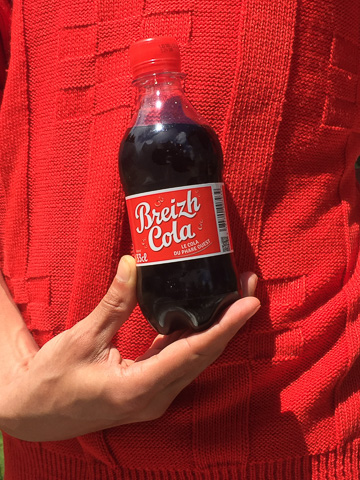 Breizh
Cola
LE COLA
DU PHARE OUEST
33cl